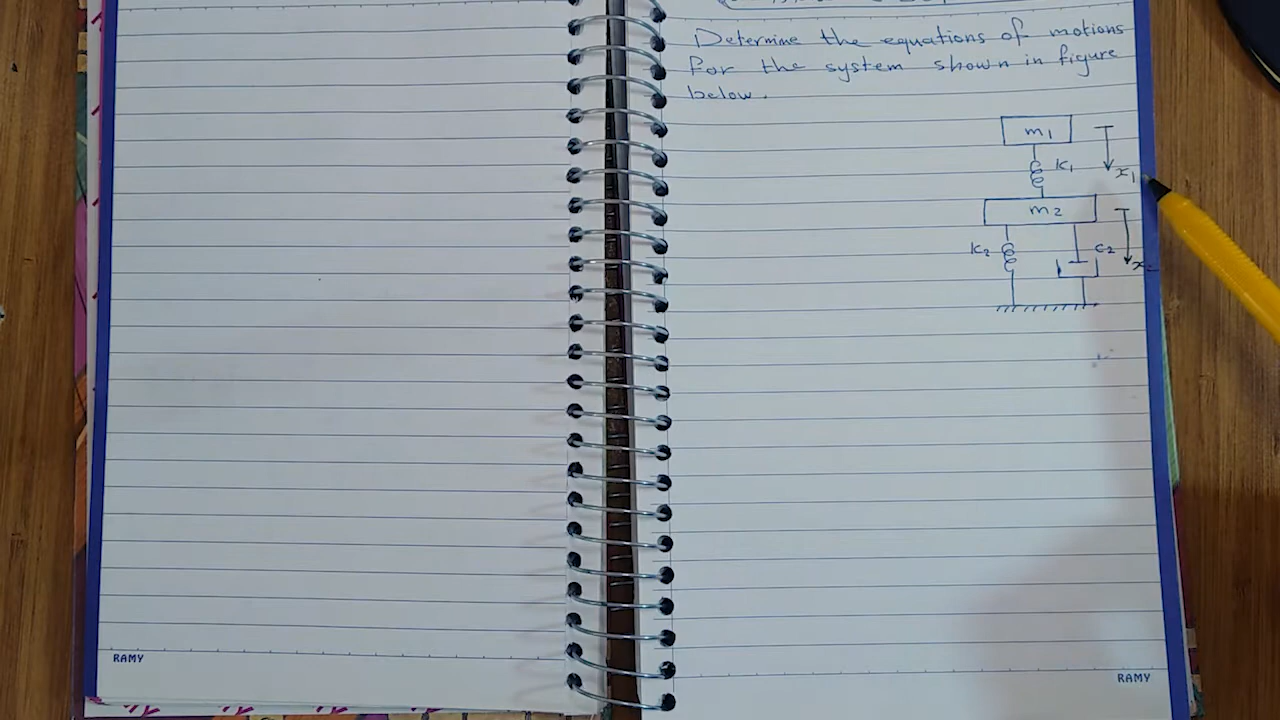 Determine the equations of motions
for the system shown in figure
below.
m1
k1
x1
m2
k2
c2
RAMY
RAMY